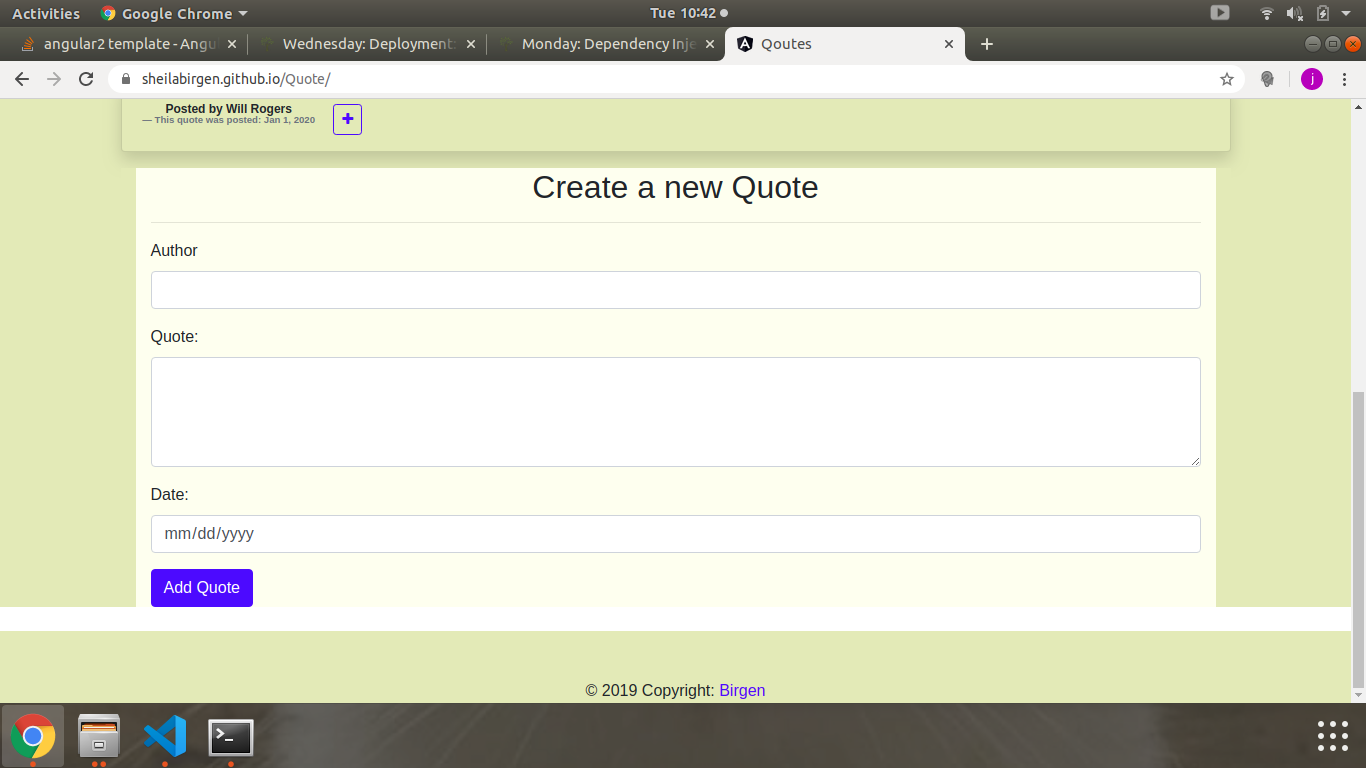 Activities Google Chrome Tue 10:42
angular2 template - Angu Wednesday: Deployment: Monday: Dependency Inje Qoutes
sheilabirgen.github.io/Quote/ j
Posted by Will Rogers
— This quote was posted: Jan 1, 2020
Create a new Quote
Author
Quote:
Date:
mm/dd/yyyy
Add Quote
© 2019 Copyright: Birgen